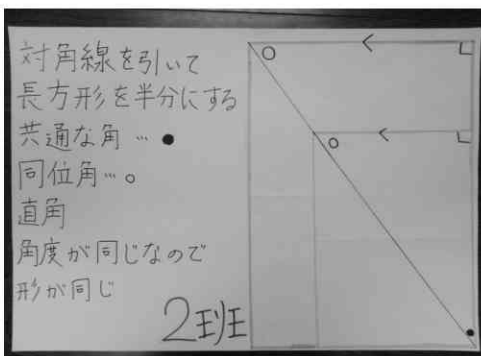 対角線を引いて
長方形を半分にする
共通な角…●
同位角…○
直角
角度が同じなので
形が同じ
2班